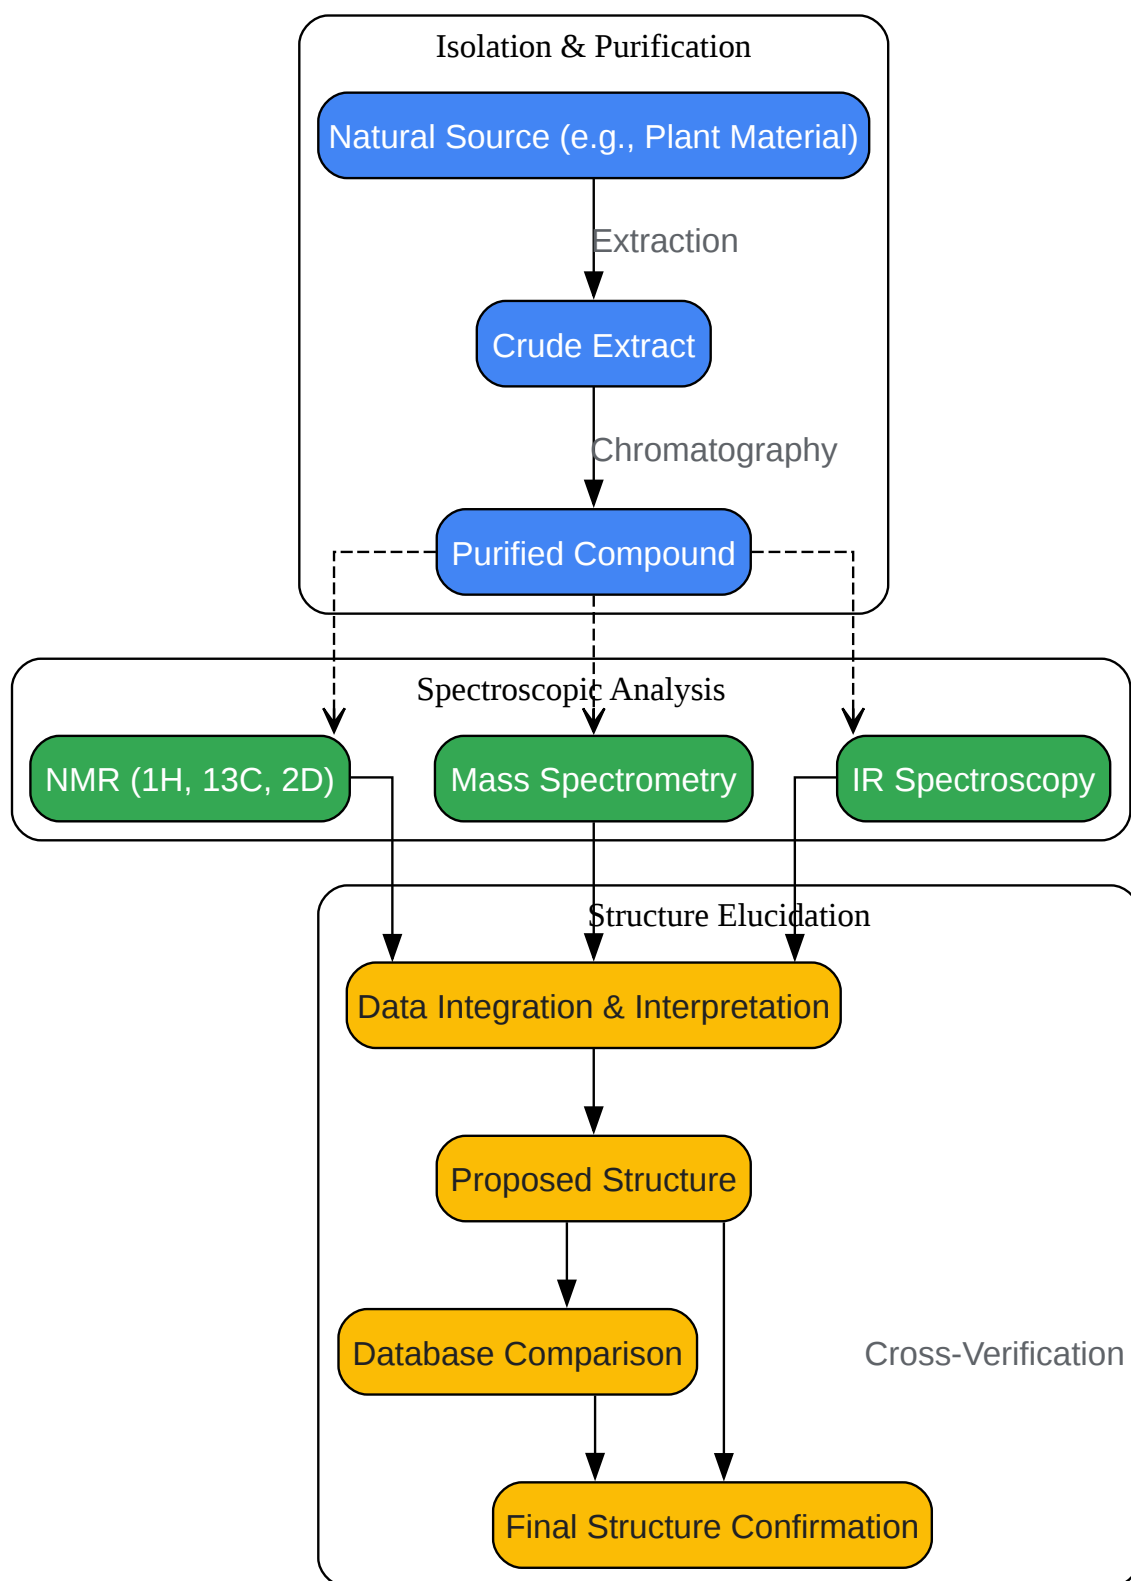 Isolation & Purification
Natural Source (e.g., Plant Material)
Extraction
Crude Extract
Chromatography
Purified Compound
Spectroscopic Analysis
NMR (1H, 13C, 2D)
Mass Spectrometry
IR Spectroscopy
Structure Elucidation
Data Integration & Interpretation
Proposed Structure
Database Comparison
Cross-Verification
Final Structure Confirmation